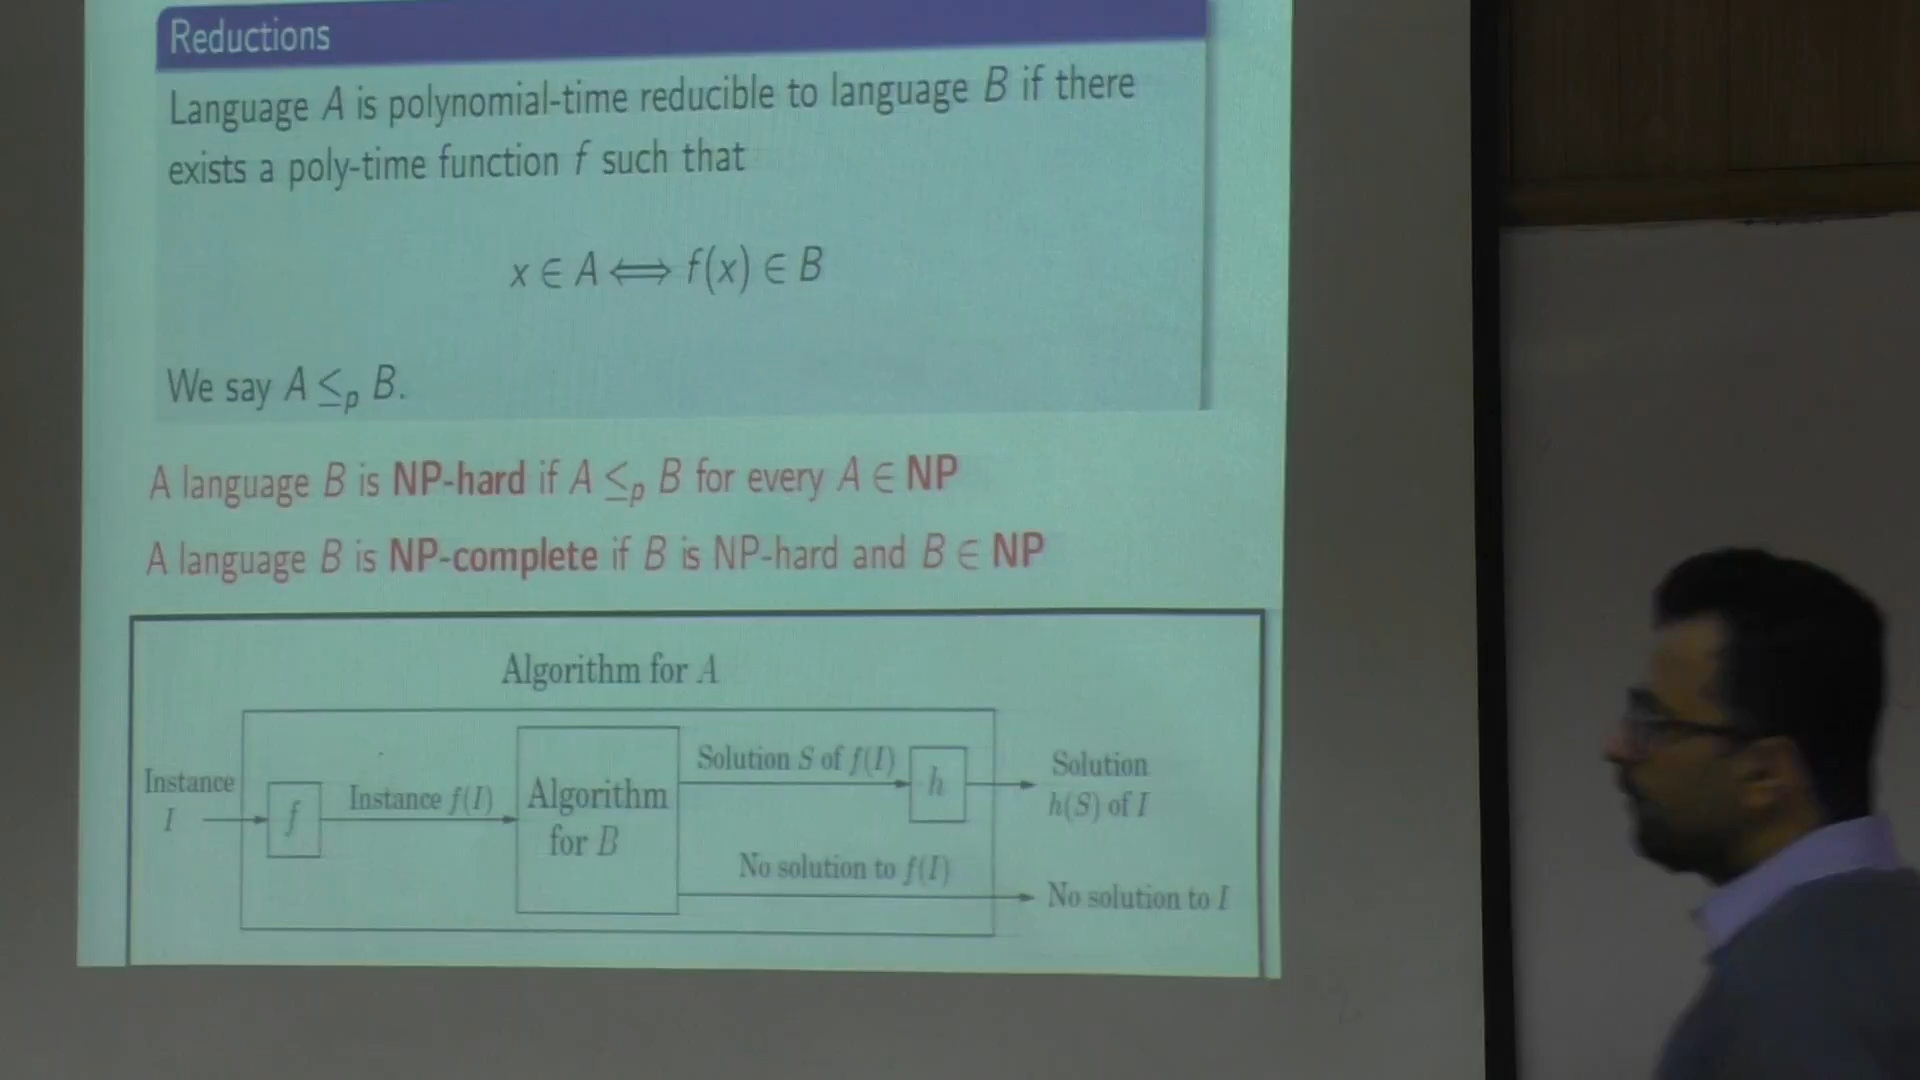 Reductions
Language A is polynomial-time reducible to language B if there
exists a poly-time function f such that
x ∈ A ⟺ f(x) ∈ B
We say A ≤p B.
A language B is NP-hard if A ≤p B for every A ∈ NP
A language B is NP-complete if B is NP-hard and B ∈ NP
Algorithm for A
Instance
I
f
Instance f(I)
Algorithm
for B
Solution S of f(I)
h
Solution
h(S) of I
No solution to f(I)
No solution to I